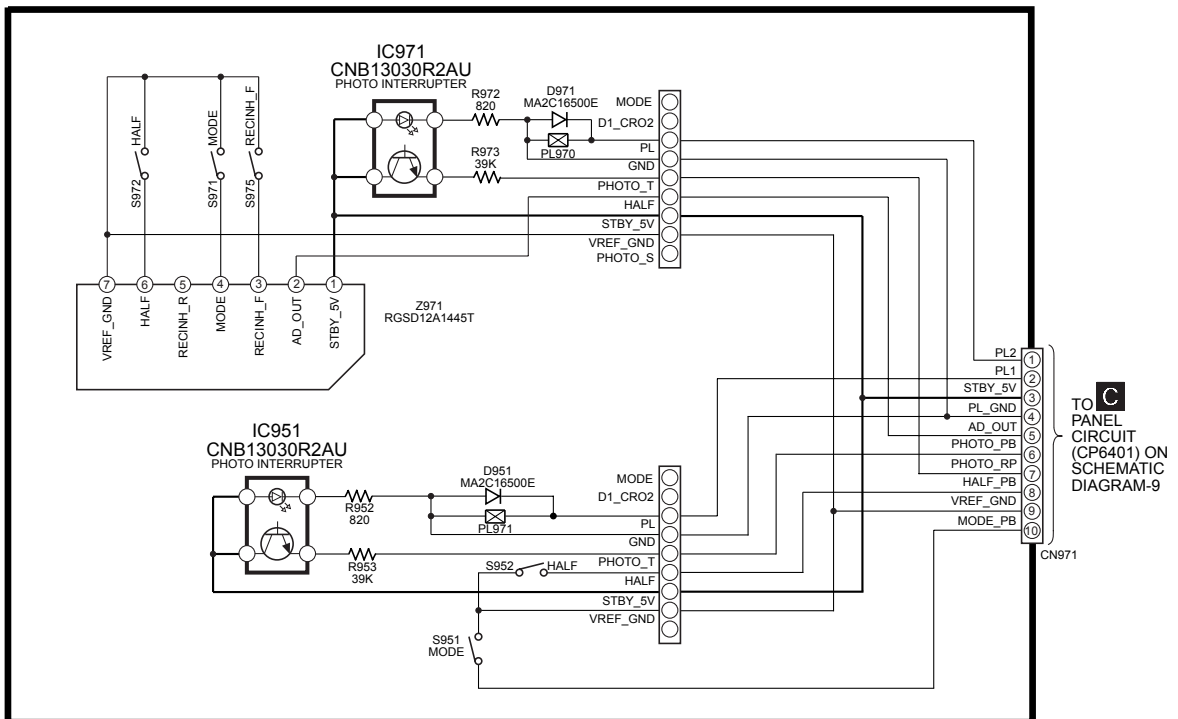 IC971
CNB13030R2AU
PHOTO INTERRUPTER
R972
820
D971
MA2C16500E
PL970
R973
39K
HALF
MODE
RECINH_F
S972
S971
S975
MODE
D1_CRO2
PL
GND
PHOTO_T
HALF
STBY_5V
VREF_GND
PHOTO_S
7
6
5
4
3
2
1
VREF_GND
HALF
RECINH_R
MODE
RECINH_F
AD_OUT
STBY_5V
Z971
RGSD12A1445T
PL2
PL1
STBY_5V
PL_GND
AD_OUT
PHOTO_PB
PHOTO_RP
HALF_PB
VREF_GND
MODE_PB
1
2
3
4
5
6
7
8
9
10
CN971
TO C
PANEL
CIRCUIT
(CP6401) ON
SCHEMATIC
DIAGRAM-9
IC951
CNB13030R2AU
PHOTO INTERRUPTER
R952
820
D951
MA2C16500E
PL971
R953
39K
S952
HALF
S951
MODE
MODE
D1_CRO2
PL
GND
PHOTO_T
HALF
STBY_5V
VREF_GND